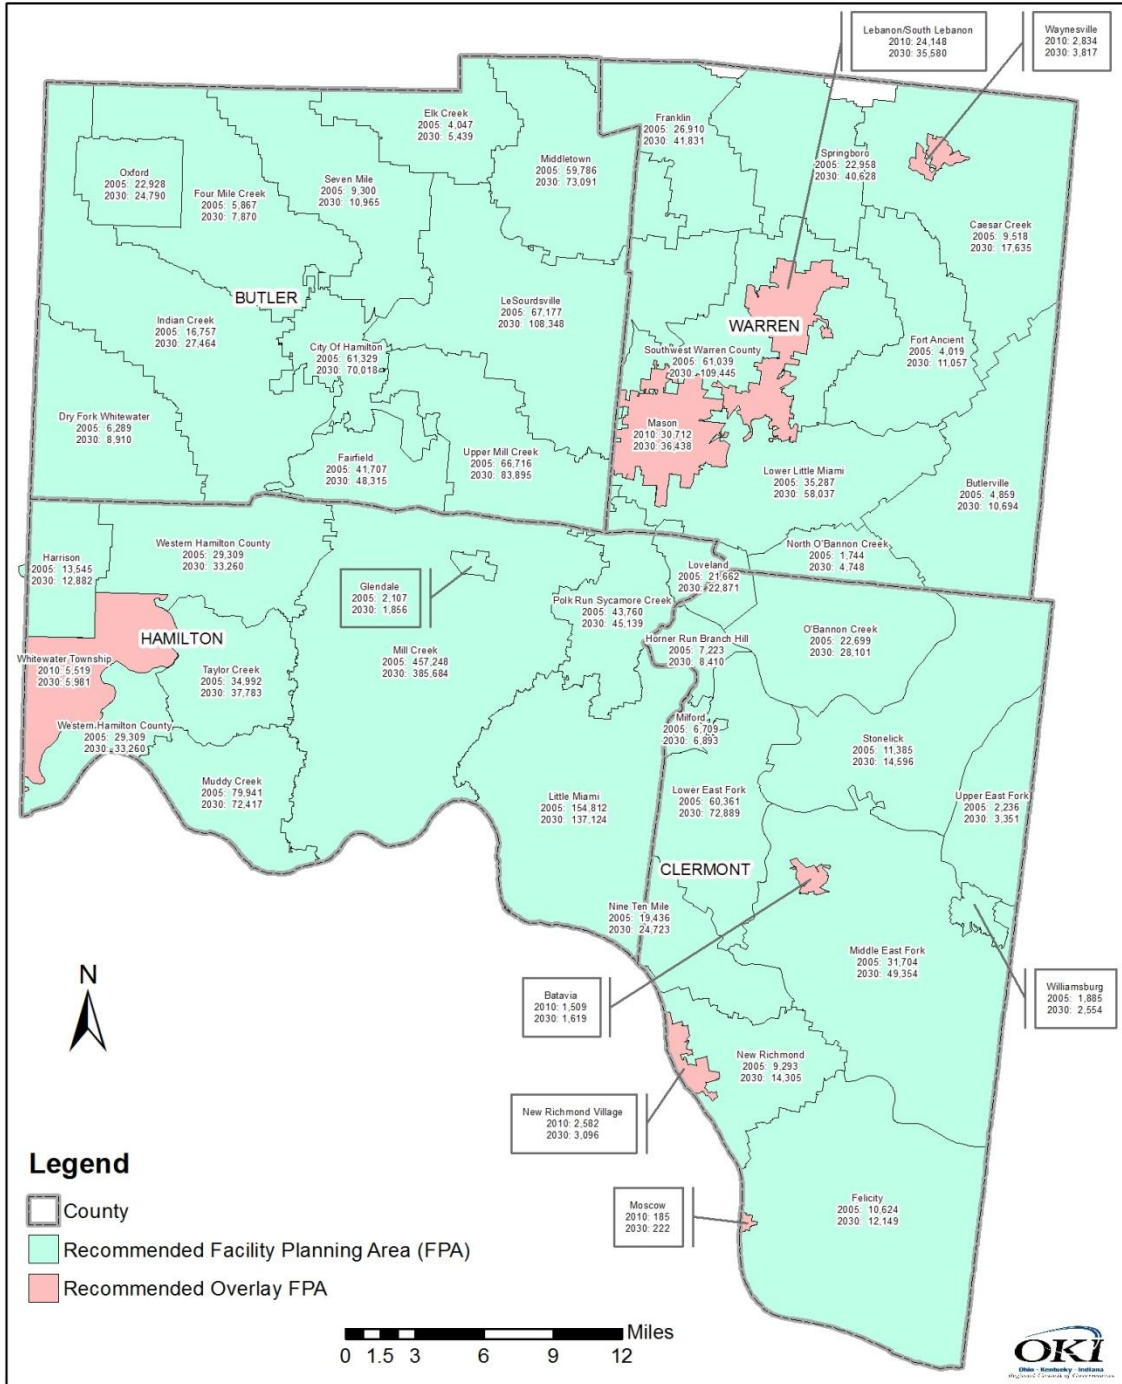 Lebanon/South Lebanon
2010: 24,148
2030: 35,580
Waynesville
2010: 2,834
2030: 3,817
Elk Creek
2005: 4,047
2030: 5,439
Franklin
2005: 26,910
2030: 41,831
Middletown
2005: 59,786
2030: 73,091
Springboro
2005: 22,958
2030: 40,628
Oxford
2005: 22,928
2030: 24,790
Four Mile Creek
2005: 5,867
2030: 7,870
Seven Mile
2005: 9,300
2030: 10,965
Caesar Creek
2005: 9,518
2030: 17,635
BUTLER
LeSourdsville
2005: 67,177
2030: 108,348
Indian Creek
2005: 16,757
2030: 27,464
WARREN
City Of Hamilton
2005: 61,329
2030: 70,018
Southwest Warren County
2005: 61,039
2030: 109,445
Fort Ancient
2005: 4,019
2030: 11,057
Dry Fork Whitewater
2005: 6,289
2030: 8,910
Mason
2010: 30,712
2030: 36,438
Fairfield
2005: 41,707
2030: 48,315
Upper Mill Creek
2005: 66,716
2030: 83,895
Lower Little Miami
2005: 35,287
2030: 58,037
Butlerville
2005: 4,859
2030: 10,694
Harrison
2005: 13,545
2030: 12,882
Western Hamilton County
2005: 29,309
2030: 33,260
North O'Bannon Creek
2005: 1,744
2030: 4,748
Glendale
2005: 2,107
2030: 1,856
Loveland
2005: 21,662
2030: 22,871
Polk Run Sycamore Creek
2005: 43,760
2030: 45,139
HAMILTON
Mill Creek
2005: 457,248
2030: 385,684
Horner Run Branch Hill
2005: 7,223
2030: 8,410
O'Bannon Creek
2005: 22,699
2030: 28,101
Whitewater Township
2010: 5,519
2030: 5,981
Taylor Creek
2005: 34,992
2030: 37,783
Western Hamilton County
2005: 29,309
2030: 33,260
Milford
2005: 6,709
2030: 6,893
Stonelick
2005: 11,385
2030: 14,596
Muddy Creek
2005: 79,941
2030: 72,417
Little Miami
2005: 154,812
2030: 137,124
Lower East Fork
2005: 60,361
2030: 72,889
Upper East Fork
2005: 2,236
2030: 3,351
CLERMONT
Nine Ten Mile
2005: 19,436
2030: 24,723
Middle East Fork
2005: 31,704
2030: 49,354
N
Batavia
2010: 1,509
2030: 1,619
Williamsburg
2005: 1,885
2030: 2,554
New Richmond
2005: 9,293
2030: 14,305
New Richmond Village
2010: 2,582
2030: 3,096
Moscow
2010: 185
2030: 222
Felicity
2005: 10,624
2030: 12,149
Legend
County
Recommended Facility Planning Area (FPA)
Recommended Overlay FPA
Miles
0 1.5 3 6 9 12
OKI
Ohio - Kentucky - Indiana
Regional Council of Governments